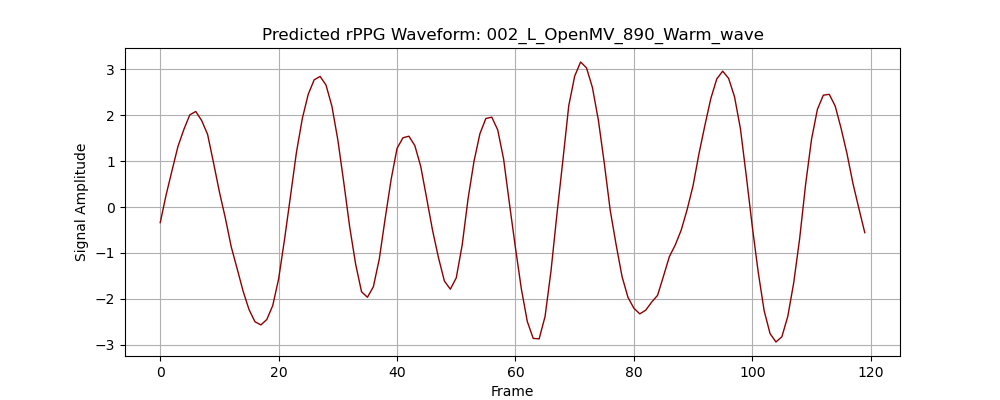 Predicted rPPG Waveform: 002_L_OpenMV_890_Warm_wave
3
2
1
0
−1
−2
−3
Signal Amplitude
0 20 40 60 80 100 120
Frame